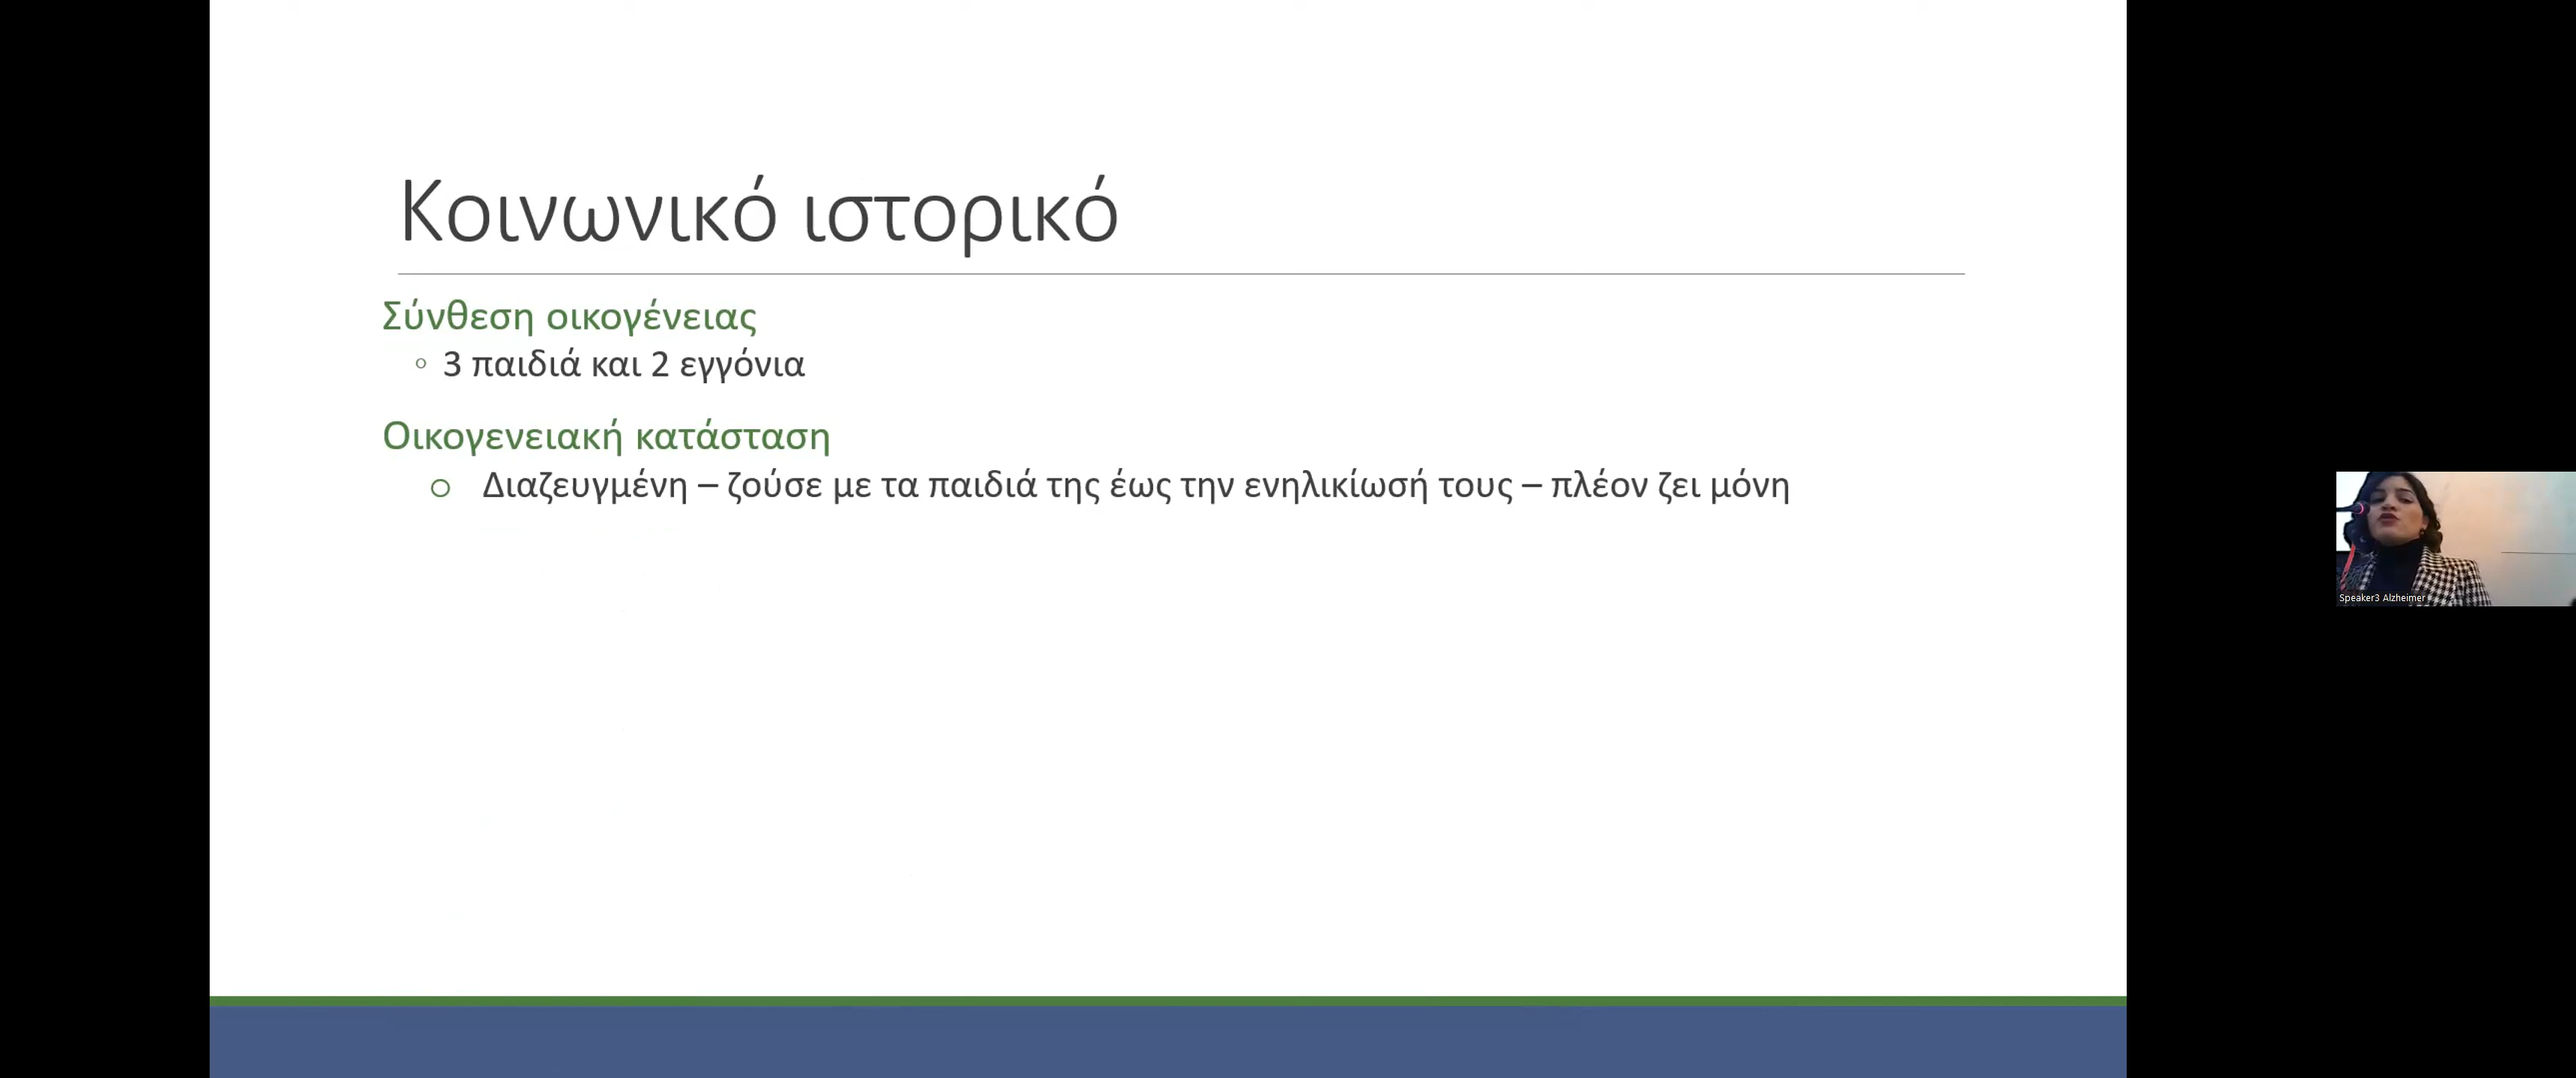 Κοινωνικό ιστορικό
Σύνθεση οικογένειας
◦ 3 παιδιά και 2 εγγόνια
Οικογενειακή κατάσταση
o Διαζευγμένη – ζούσε με τα παιδιά της έως την ενηλικίωσή τους – πλέον ζει μόνη
Speaker3 Alzheimer